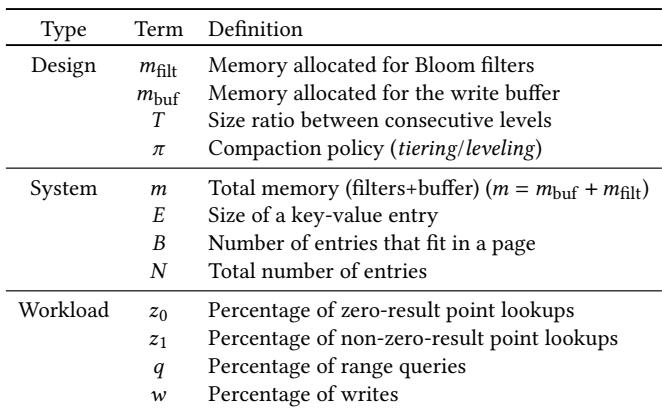 Type Term Definition
Design m_filt Memory allocated for Bloom filters
m_buf Memory allocated for the write buffer
T Size ratio between consecutive levels
π Compaction policy (tiering/leveling)
System m Total memory (filters+buffer) (m = m_buf + m_filt)
E Size of a key-value entry
B Number of entries that fit in a page
N Total number of entries
Workload z_0 Percentage of zero-result point lookups
z_1 Percentage of non-zero-result point lookups
q Percentage of range queries
w Percentage of writes